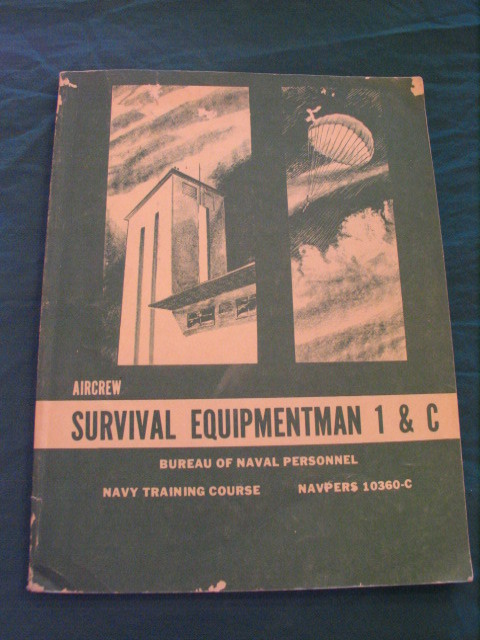 AIRCREW
SURVIVAL EQUIPMENTMAN 1 & C
BUREAU OF NAVAL PERSONNEL
NAVY TRAINING COURSE NAVPERS 10360-C